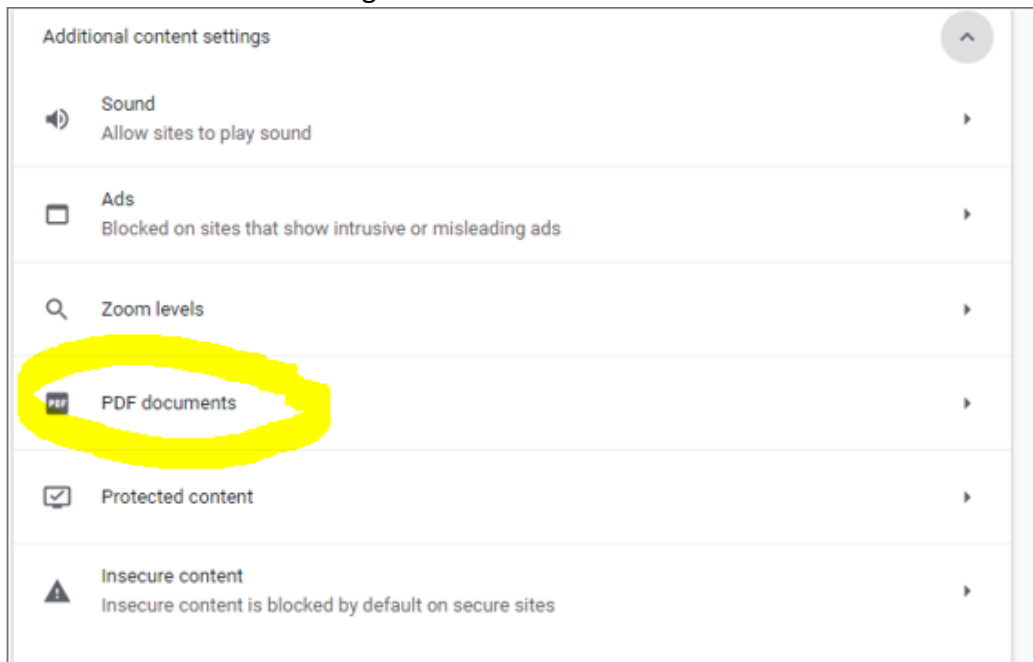 Additional content settings
Sound
Allow sites to play sound
Ads
Blocked on sites that show intrusive or misleading ads
Zoom levels
PDF
PDF documents
Protected content
Insecure content
Insecure content is blocked by default on secure sites